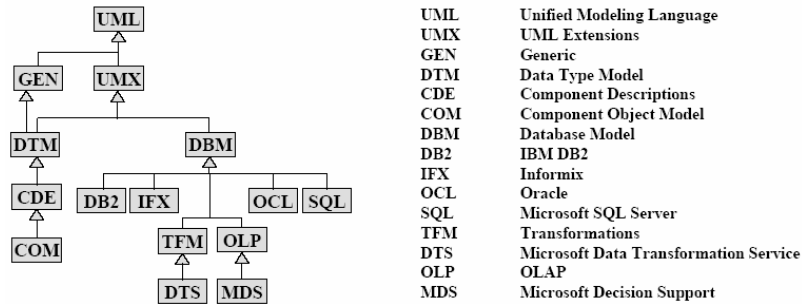 UML
GEN UMX
DTM DBM
CDE DB2 IFX OCL SQL
COM TFM OLP
DTS MDS
UML Unified Modeling Language
UMX UML Extensions
GEN Generic
DTM Data Type Model
CDE Component Descriptions
COM Component Object Model
DBM Database Model
DB2 IBM DB2
IFX Informix
OCL Oracle
SQL Microsoft SQL Server
TFM Transformations
DTS Microsoft Data Transformation Service
OLP OLAP
MDS Microsoft Decision Support